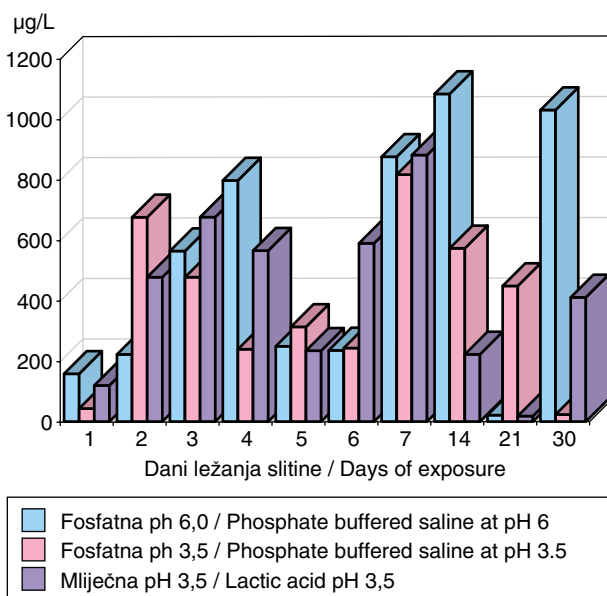 µg/L
1200
1000
800
600
400
200
0
1 2 3 4 5 6 7 14 21 30
Dani ležanja slitine / Days of exposure
Fosfatna ph 6,0 / Phosphate buffered saline at pH 6
Fosfatna pH 3,5 / Phosphate buffered saline at pH 3.5
Mliječna pH 3,5 / Lactic acid pH 3,5